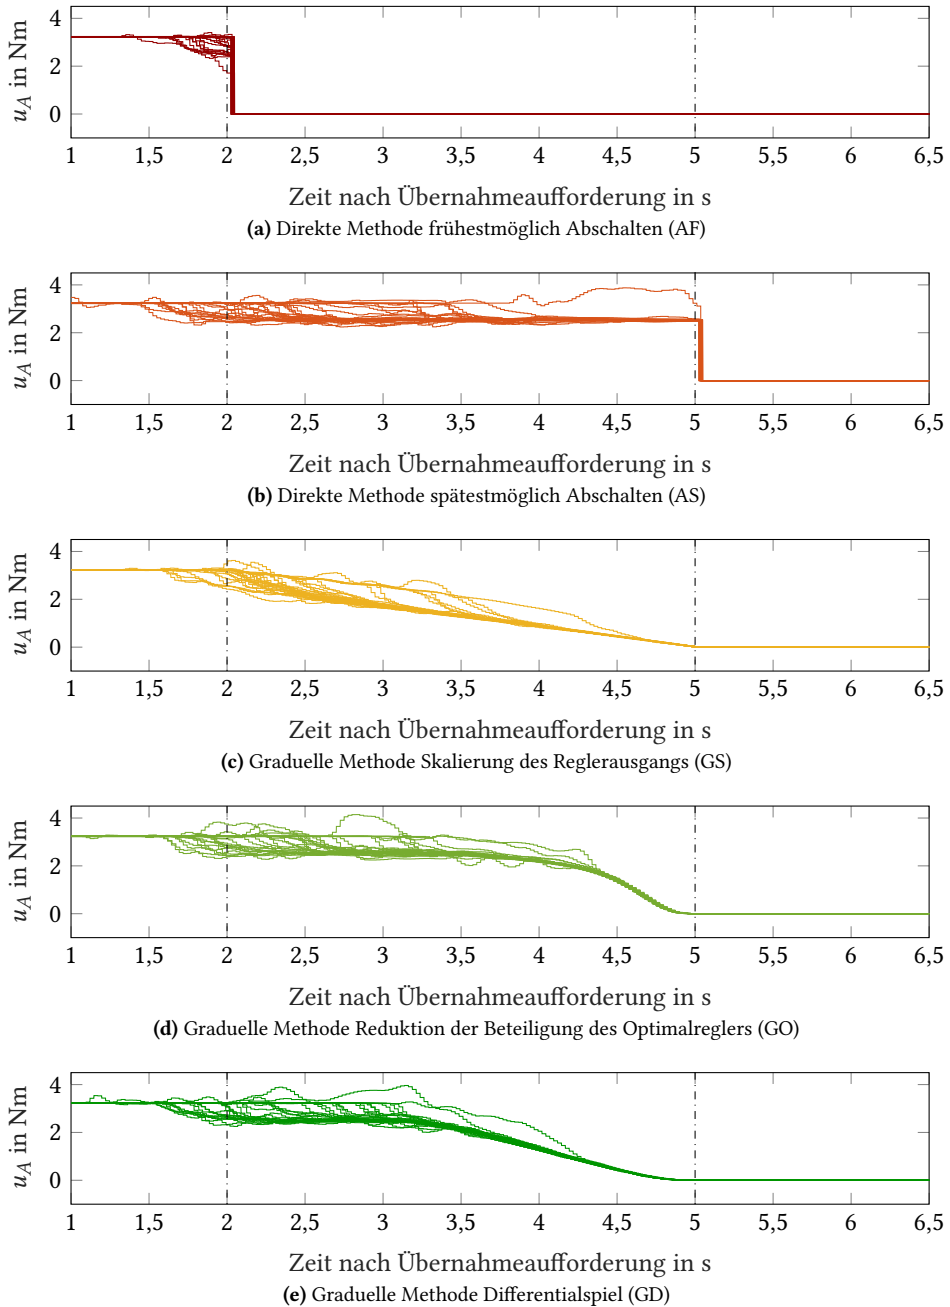 4
2
0
u_A in Nm
1 1,5 2 2,5 3 3,5 4 4,5 5 5,5 6 6,5
Zeit nach Übernahmeaufforderung in s
(a) Direkte Methode frühestmöglich Abschalten (AF)
4
2
0
u_A in Nm
1 1,5 2 2,5 3 3,5 4 4,5 5 5,5 6 6,5
Zeit nach Übernahmeaufforderung in s
(b) Direkte Methode spätestmöglich Abschalten (AS)
4
2
0
u_A in Nm
1 1,5 2 2,5 3 3,5 4 4,5 5 5,5 6 6,5
Zeit nach Übernahmeaufforderung in s
(c) Graduelle Methode Skalierung des Reglerausgangs (GS)
4
2
0
u_A in Nm
1 1,5 2 2,5 3 3,5 4 4,5 5 5,5 6 6,5
Zeit nach Übernahmeaufforderung in s
(d) Graduelle Methode Reduktion der Beteiligung des Optimalreglers (GO)
4
2
0
u_A in Nm
1 1,5 2 2,5 3 3,5 4 4,5 5 5,5 6 6,5
Zeit nach Übernahmeaufforderung in s
(e) Graduelle Methode Differentialspiel (GD)